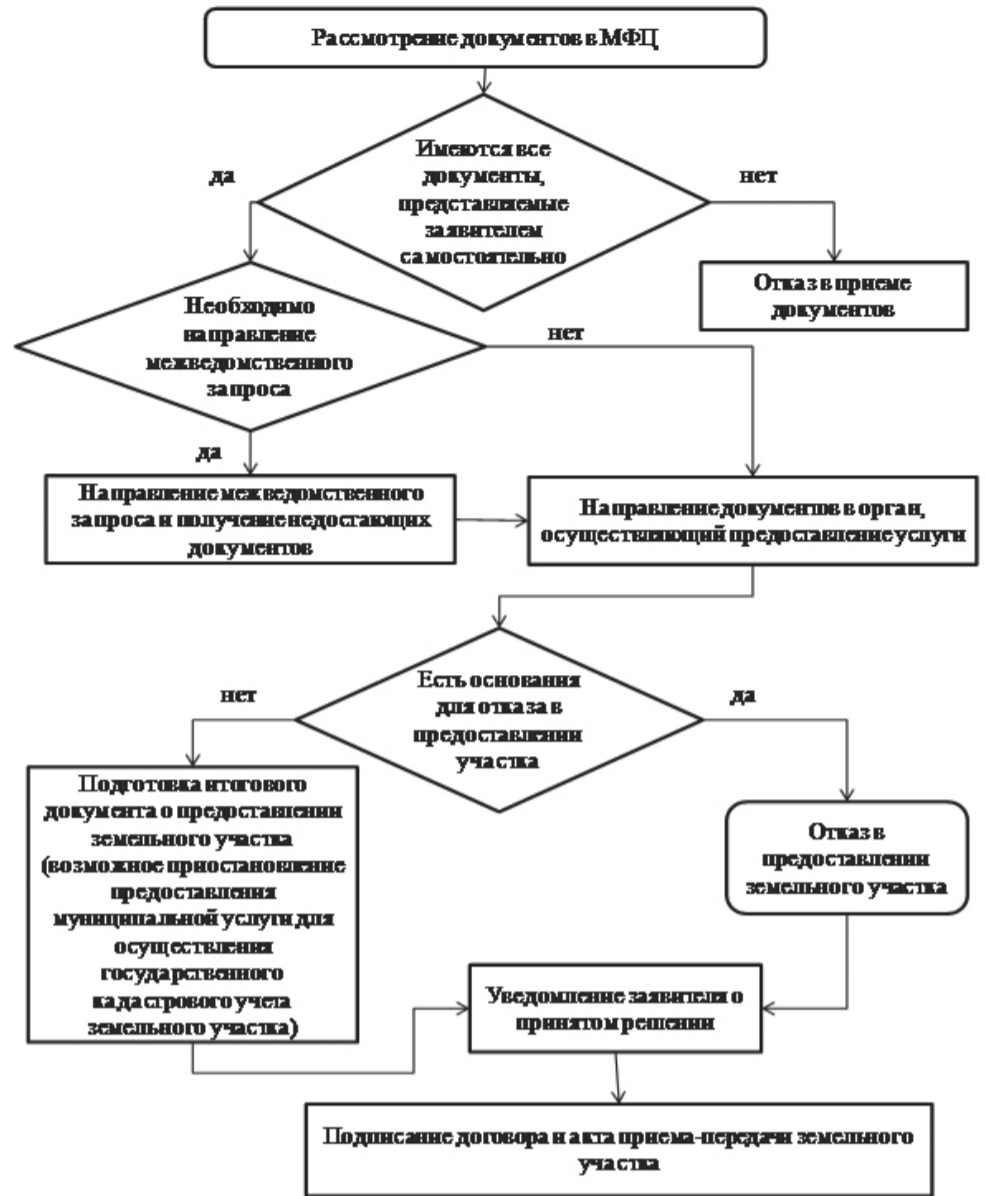 Рассмотрение документов в МФЦ
Имеются все
документы,
представляемые
заявителем
самостоятельно
да
нет
Отказ в приеме
документов
Необходимо
направление
межведомственного
запроса
нет
да
Направление межведомственного
запроса и получение недостающих
документов
Направление документов в орган,
осуществляющий предоставление услуги
Есть основания
для отказа в
предоставлении
участка
нет
да
Подготовка итогового
документа о предоставлении
земельного участка
(возможное приостановление
предоставления
муниципальной услуги для
осуществления
государственного
кадастрового учета
земельного участка)
Отказ в
предоставлении
земельного участка
Уведомление заявителя о
принятом решении
Подписание договора и акта приема-передачи земельного
участка